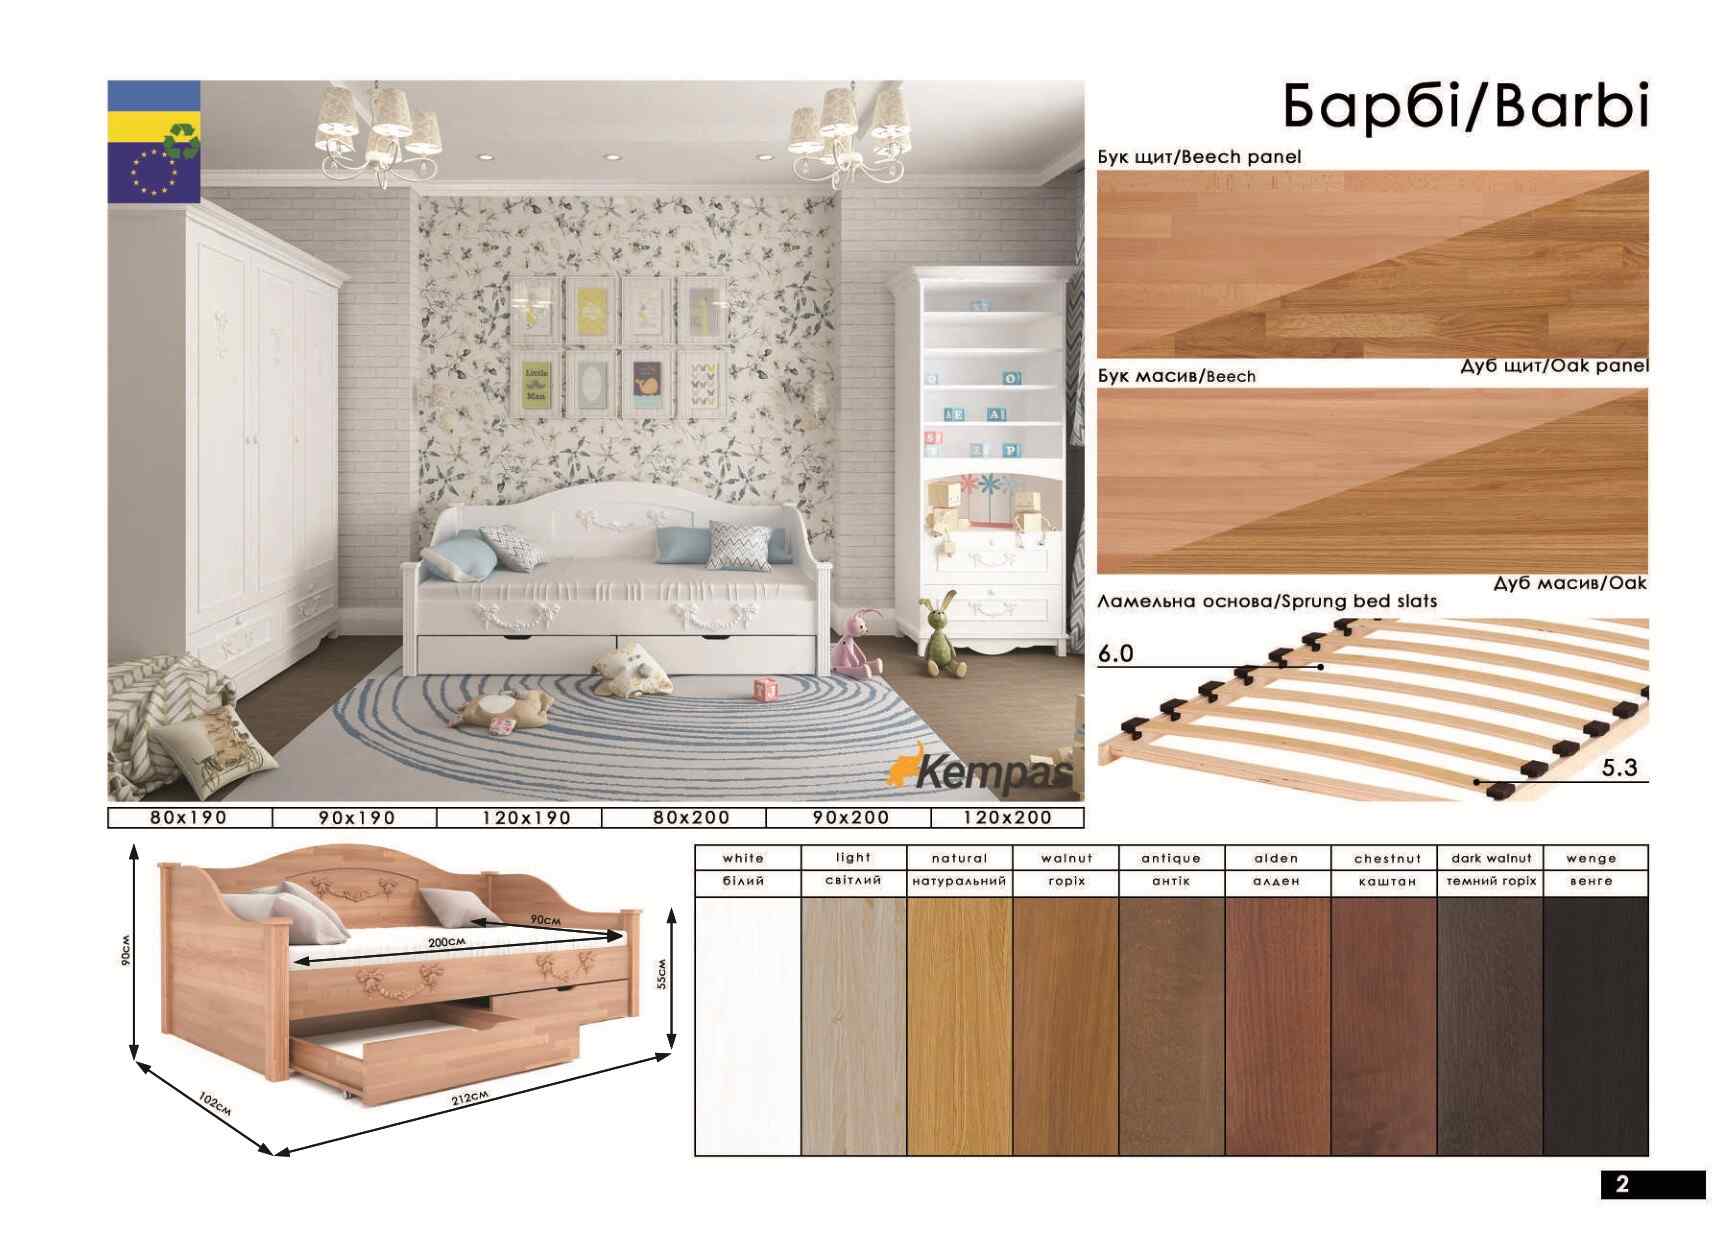 Барбі/Barbi
Бук щит/Beech panel
Дуб щит/Oak panel
Бук масив/Beech
Дуб масив/Oak
Ламельна основа/Sprung bed slats
6.0
5.3
Little
Man
Kempas
80x190 90x190 120x190 80x200 90x200 120x200
90см
200см
90см
55см
102см
212см
white light natural walnut antique alden chestnut dark walnut wenge
білий світлий натуральний горіх антік алден каштан темний горіх венге
2